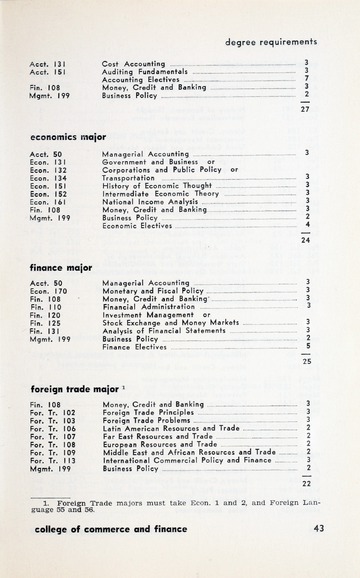 degree requirements
Acct. 131 Cost Accounting 3
Acct. 151 Auditing Fundamentals 3
Accounting Electives 7
Fin. 108 Money, Credit and Banking 3
Mgmt. 199 Business Policy 2
27
economics major
Acct. 50 Managerial Accounting 3
Econ. 131 Government and Business or
Econ. 132 Corporations and Public Policy or
Econ. 134 Transportation 3
Econ. 151 History of Economic Thought 3
Econ. 152 Intermediate Economic Theory 3
Econ. 161 National Income Analysis 3
Fin. 108 Money, Credit and Banking 3
Mgmt. 199 Business Policy 2
Economic Electives 4
24
finance major
Acct. 50 Managerial Accounting 3
Econ. 170 Monetary and Fiscal Policy 3
Fin. 108 Money, Credit and Banking 3
Fin. 110 Financial Administration 3
Fin. 120 Investment Management or
Fin. 125 Stock Exchange and Money Markets 3
Fin. 131 Analysis of Financial Statements 3
Mgmt. 199 Business Policy 2
Finance Electives 5
25
foreign trade major 1
Fin. 108 Money, Credit and Banking 3
For. Tr. 102 Foreign Trade Principles 3
For. Tr. 103 Foreign Trade Problems 3
For. Tr. 106 Latin American Resources and Trade 2
For. Tr. 107 Far East Resources and Trade 2
For. Tr. 108 European Resources and Trade 2
For. Tr. 109 Middle East and African Resources and Trade 2
For. Tr. 113 International Commercial Policy and Finance 3
Mgmt. 199 Business Policy 2
22
1. Foreign Trade majors must take Econ. 1 and 2, and Foreign Lan-
guage 55 and 56.
college of commerce and finance 43